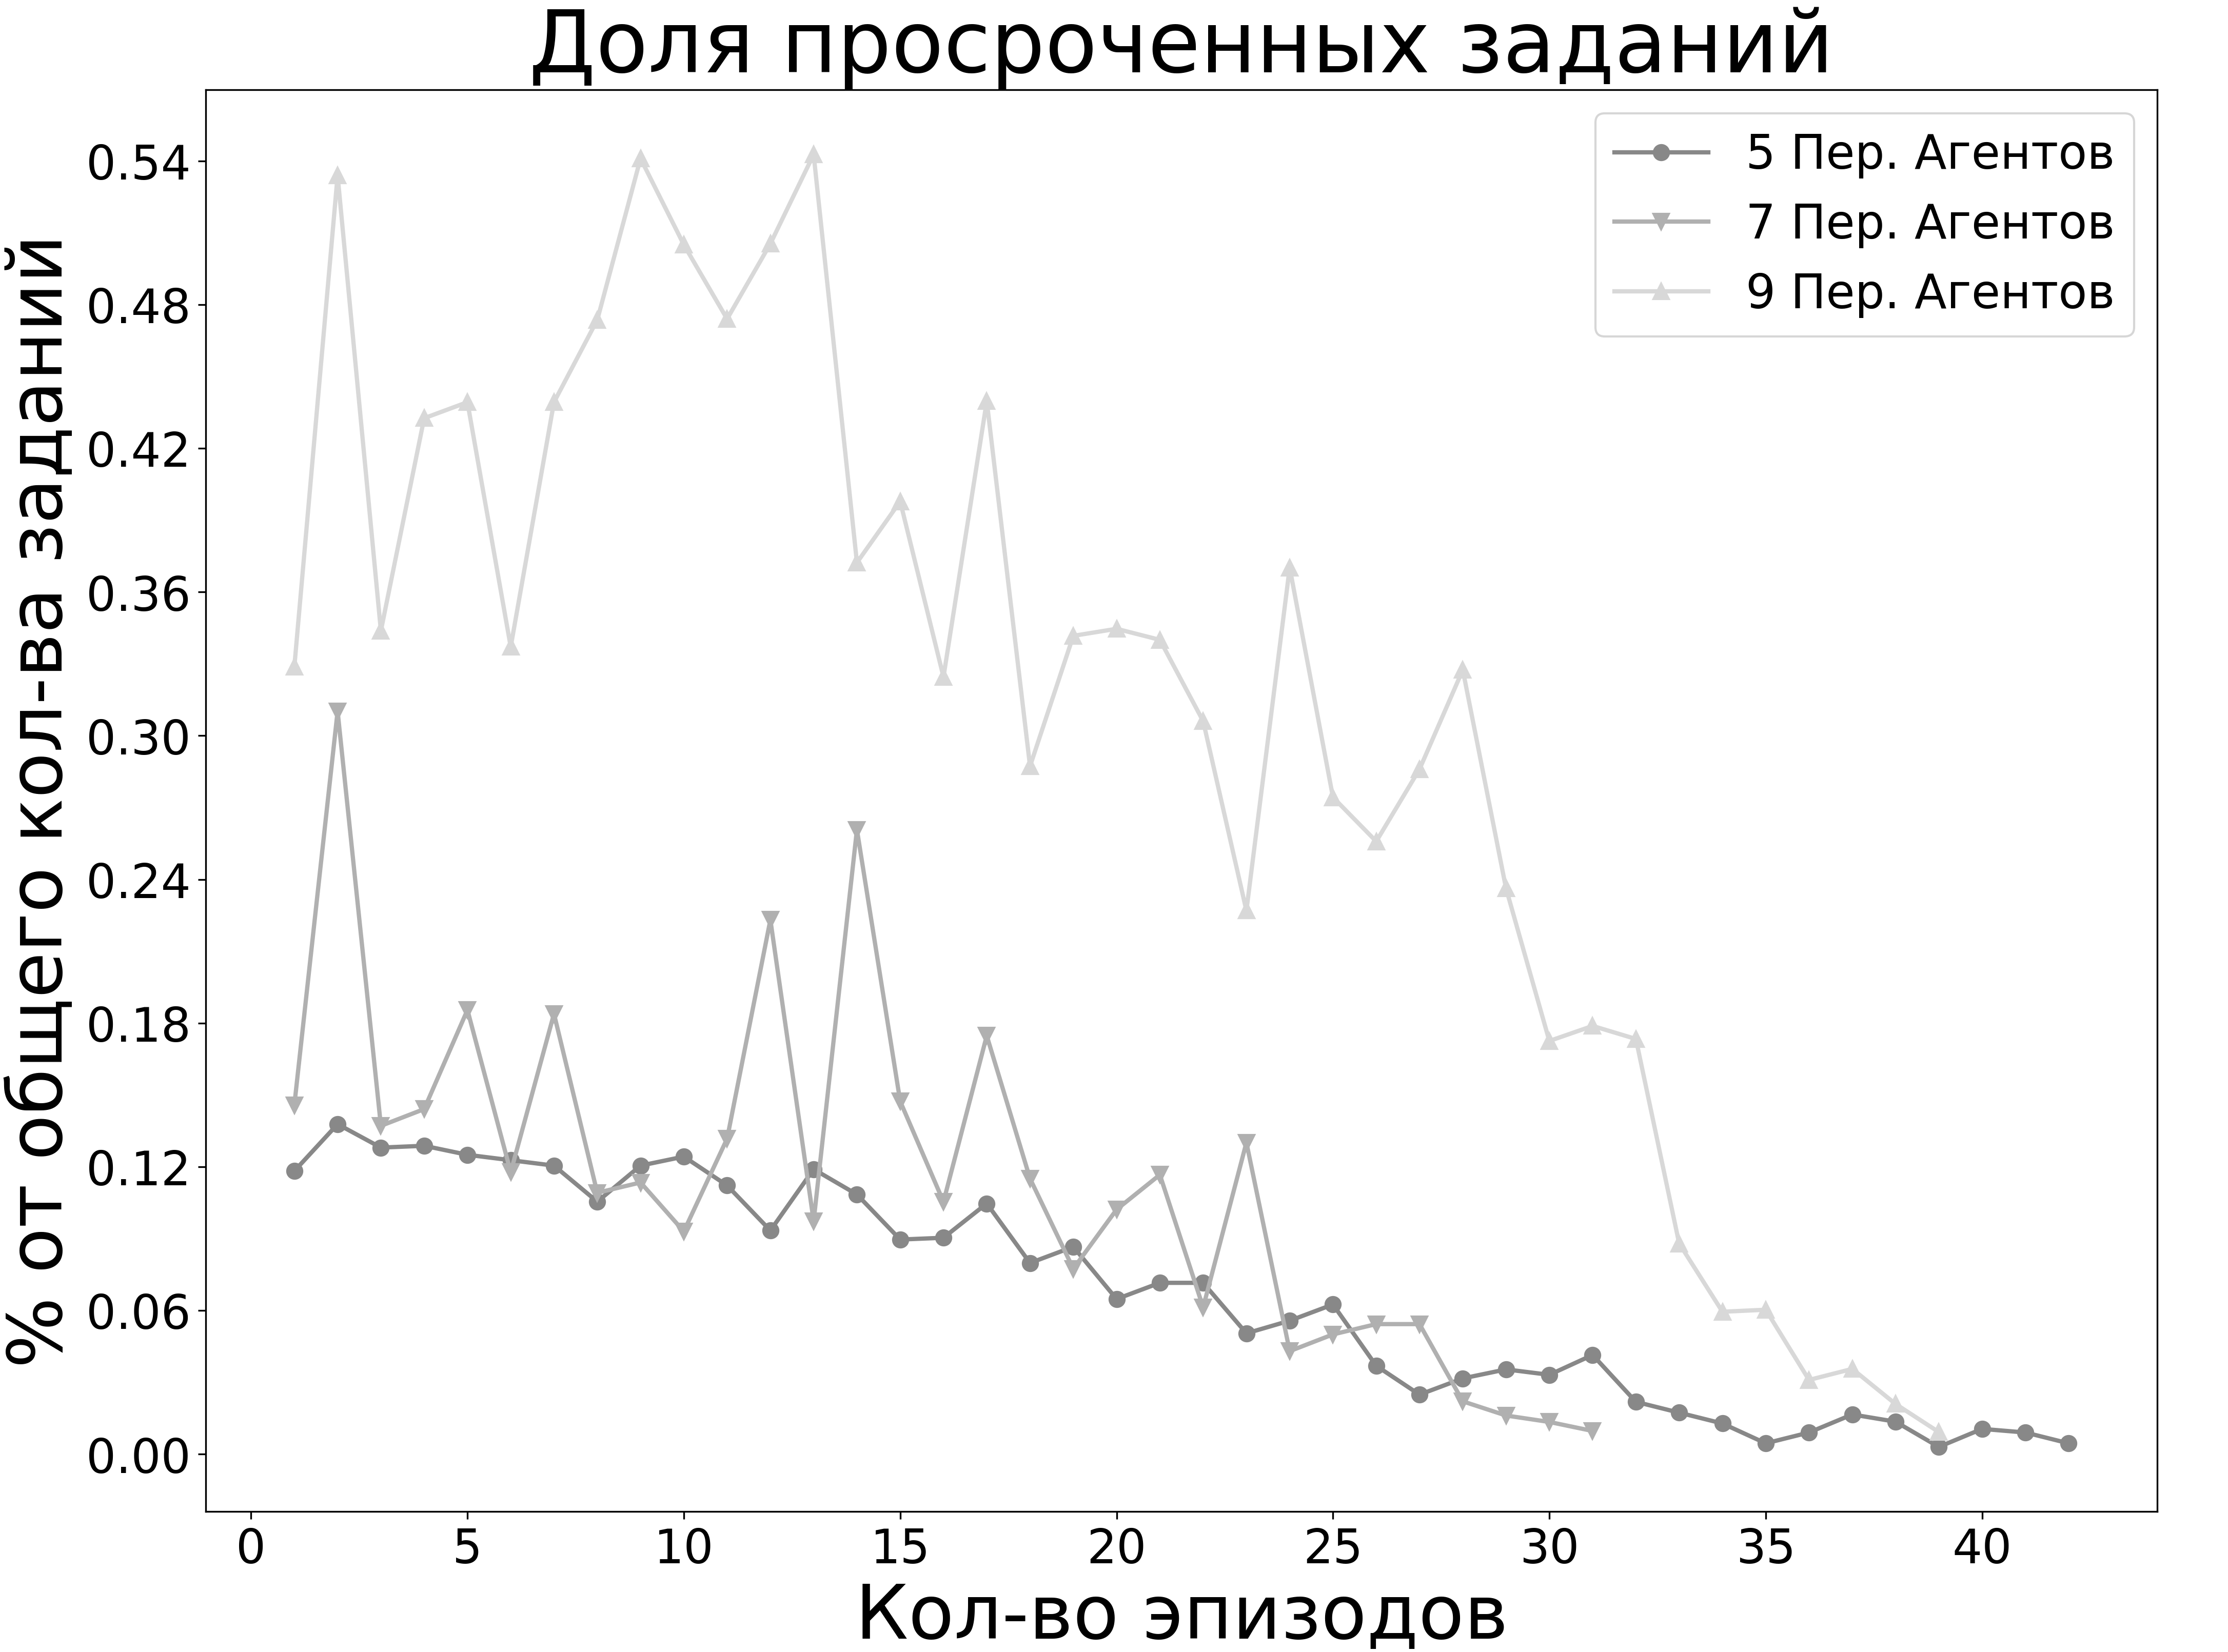 Доля просроченных заданий
% от общего кол-ва заданий
0.54
0.48
0.42
0.36
0.30
0.24
0.18
0.12
0.06
0.00
5 Пер. Агентов
7 Пер. Агентов
9 Пер. Агентов
0 5 10 15 20 25 30 35 40
Кол-во эпизодов